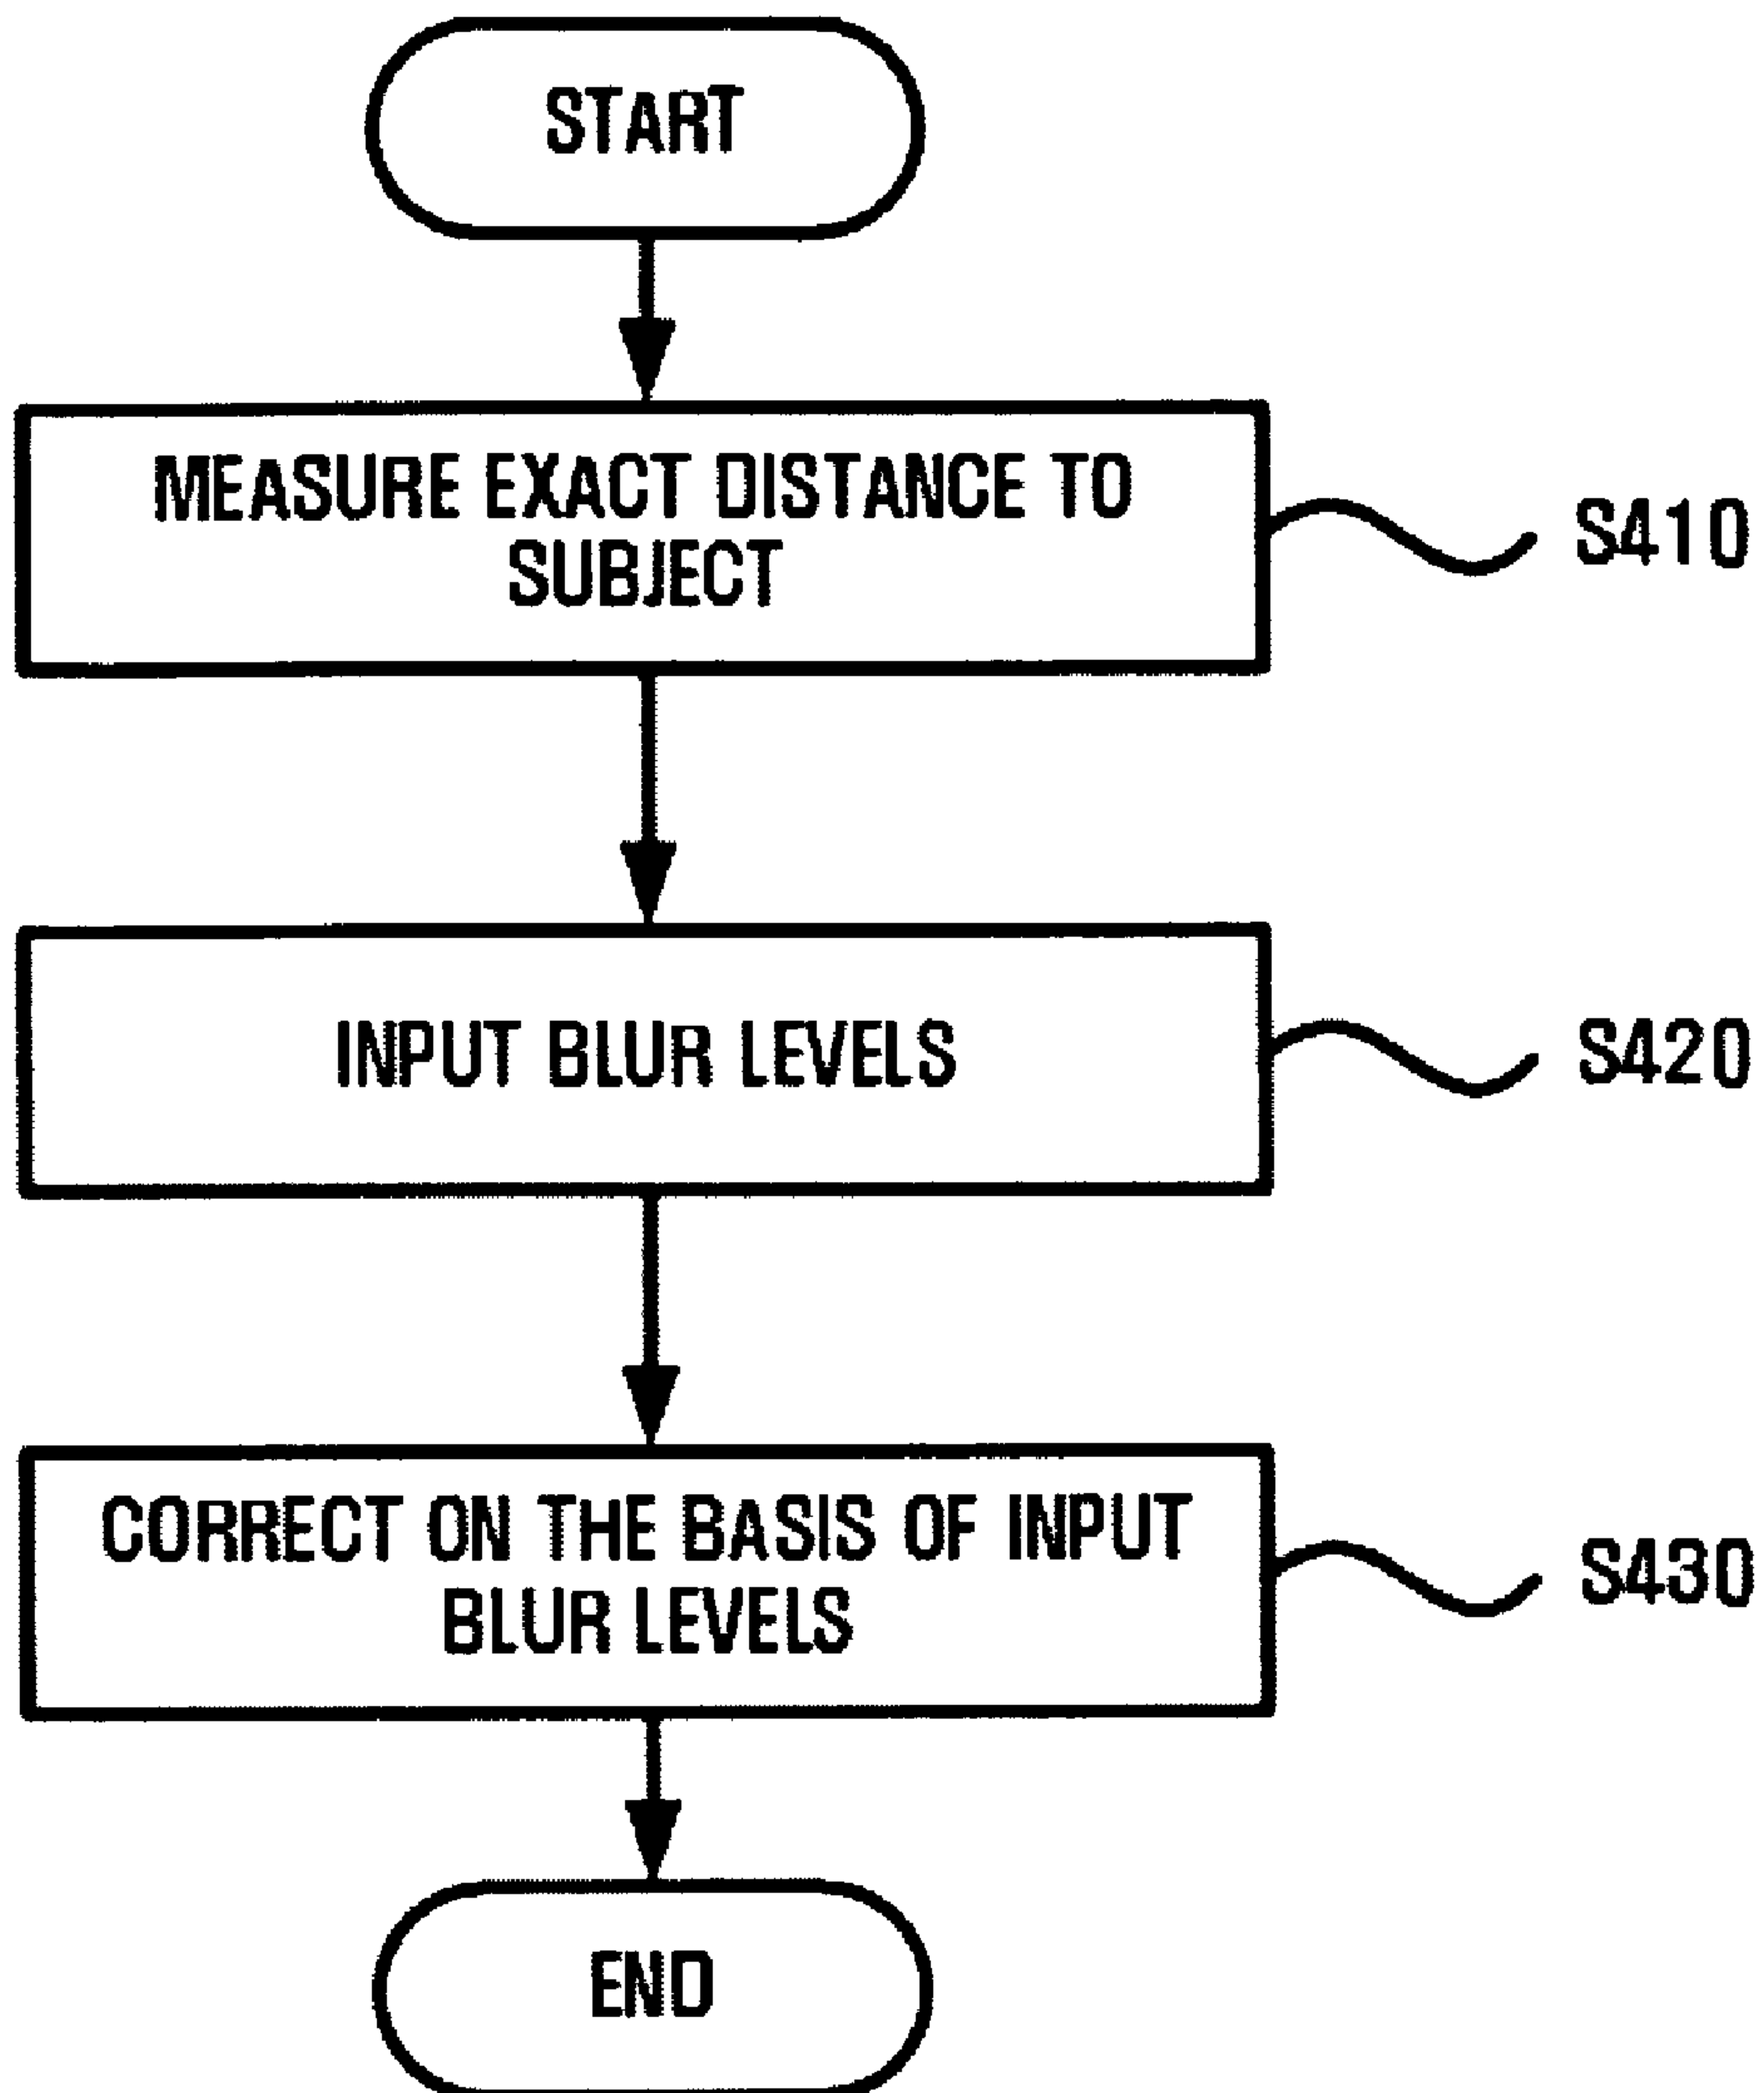 START
MEASURE EXACT DISTANCE TO
SUBJECT
S410
INPUT BLUR LEVELS
S420
CORRECT ON THE BASIS OF INPUT
BLUR LEVELS
S430
END